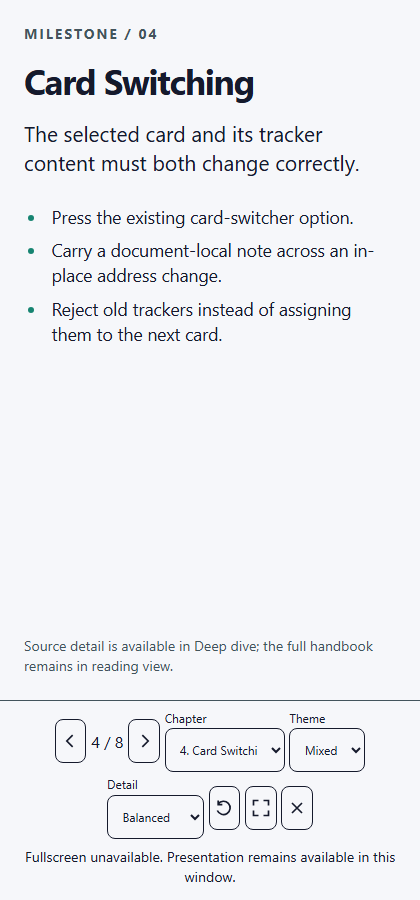 MILESTONE / 04
Card Switching
The selected card and its tracker
content must both change correctly.
Press the existing card-switcher option.
Carry a document-local note across an in-
place address change.
Reject old trackers instead of assigning
them to the next card.
Source detail is available in Deep dive; the full handbook
remains in reading view.
Chapter
Theme
4 / 8
4. Card Switchi
Mixed
Detail
Balanced
Fullscreen unavailable. Presentation remains available in this
window.